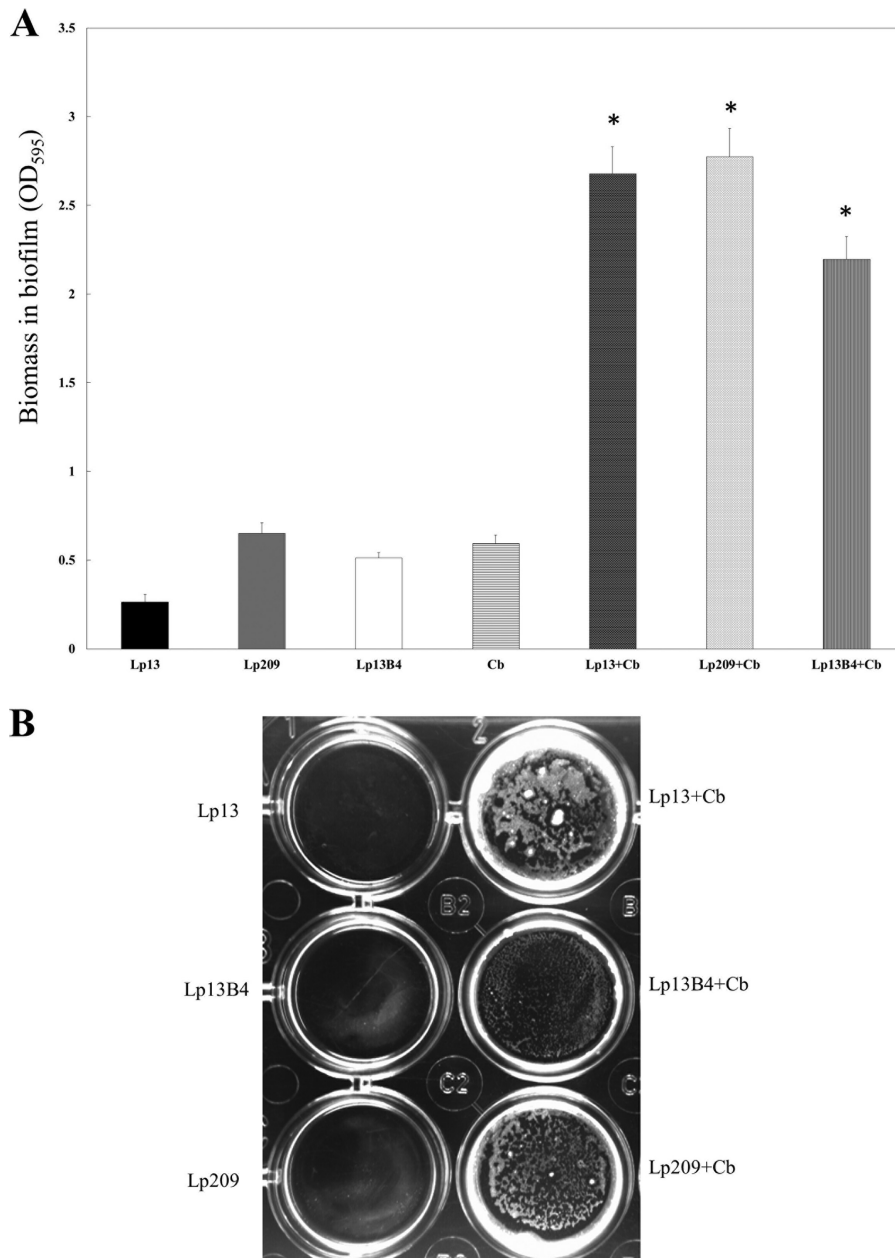 A
Biomass in biofilm (OD595)
3.5
3
2.5
2
1.5
1
0.5
0
*
*
*
Lp13 Lp209 Lp13B4 Cb Lp13+Cb Lp209+Cb Lp13B4+Cb
B
1 2
Lp13 Lp13+Cb
B2 B
Lp13B4 Lp13B4+Cb
C2 C
Lp209 Lp209+Cb